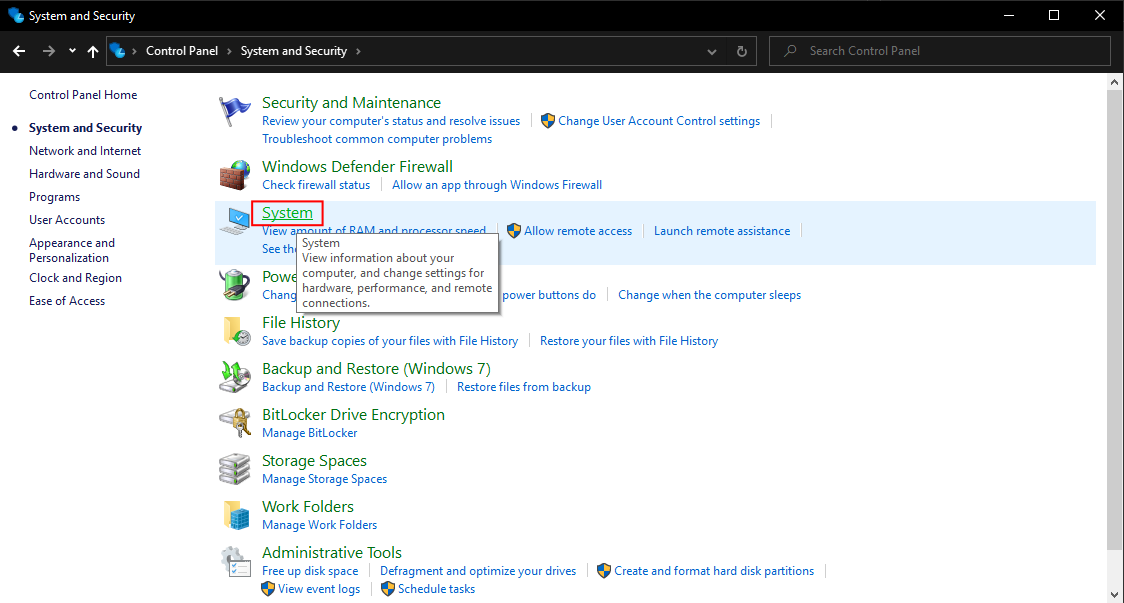 System and Security
Control Panel › System and Security ›
Search Control Panel
Control Panel Home
System and Security
Network and Internet
Hardware and Sound
Programs
User Accounts
Appearance and
Personalization
Clock and Region
Ease of Access
Security and Maintenance
Review your computer's status and resolve issues
Change User Account Control settings
Troubleshoot common computer problems
Windows Defender Firewall
Check firewall status
Allow an app through Windows Firewall
System
View amount of RAM and processor speed
Allow remote access
Launch remote assistance
See the
System
View information about your
computer, and change settings for
hardware, performance, and remote
connections.
power buttons do
Change when the computer sleeps
File History
Save backup copies of your files with File History
Restore your files with File History
Backup and Restore (Windows 7)
Backup and Restore (Windows 7)
Restore files from backup
BitLocker Drive Encryption
Manage BitLocker
Storage Spaces
Manage Storage Spaces
Work Folders
Manage Work Folders
Administrative Tools
Free up disk space
Defragment and optimize your drives
Create and format hard disk partitions
View event logs
Schedule tasks